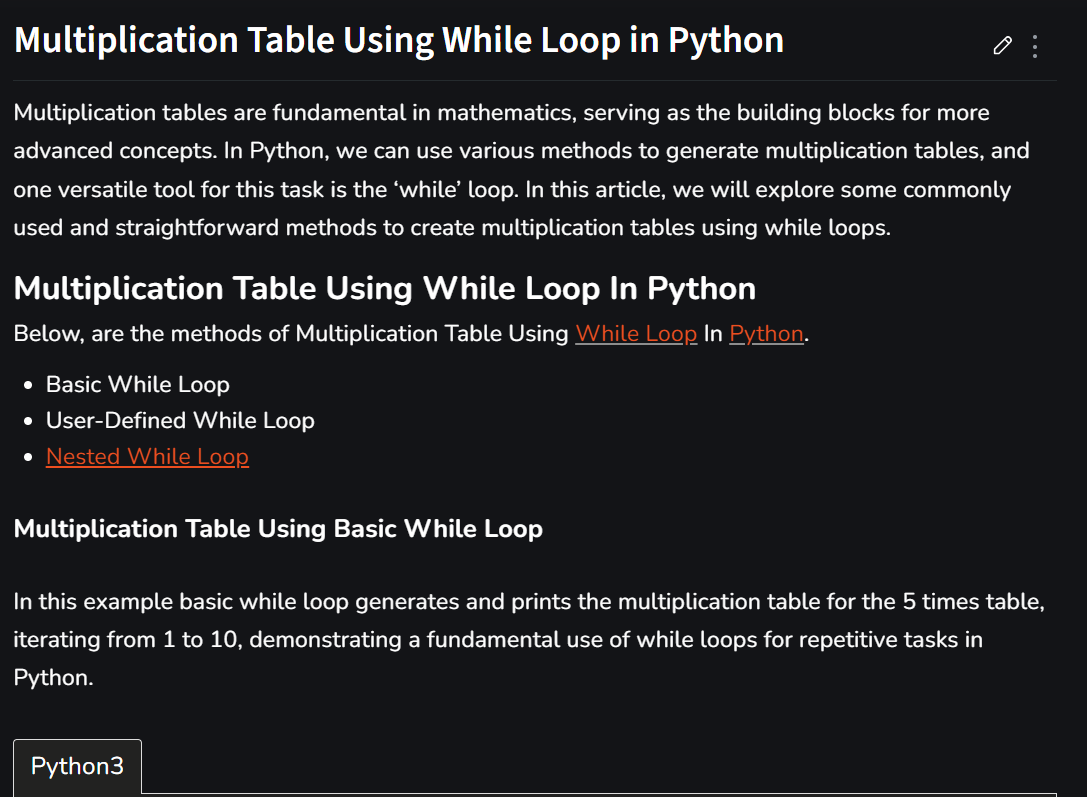 Multiplication Table Using While Loop in Python
Multiplication tables are fundamental in mathematics, serving as the building blocks for more
advanced concepts. In Python, we can use various methods to generate multiplication tables, and
one versatile tool for this task is the ‘while’ loop. In this article, we will explore some commonly
used and straightforward methods to create multiplication tables using while loops.
Multiplication Table Using While Loop In Python
Below, are the methods of Multiplication Table Using While Loop In Python.
• Basic While Loop
• User-Defined While Loop
• Nested While Loop
Multiplication Table Using Basic While Loop
In this example basic while loop generates and prints the multiplication table for the 5 times table,
iterating from 1 to 10, demonstrating a fundamental use of while loops for repetitive tasks in
Python.
Python3